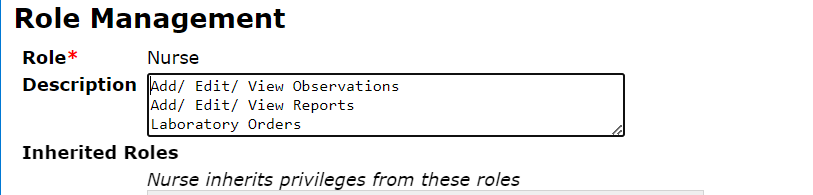 Role Management
Role* Nurse
Description Add/ Edit/ View Observations
Add/ Edit/ View Reports
Laboratory Orders
Inherited Roles
Nurse inherits privileges from these roles